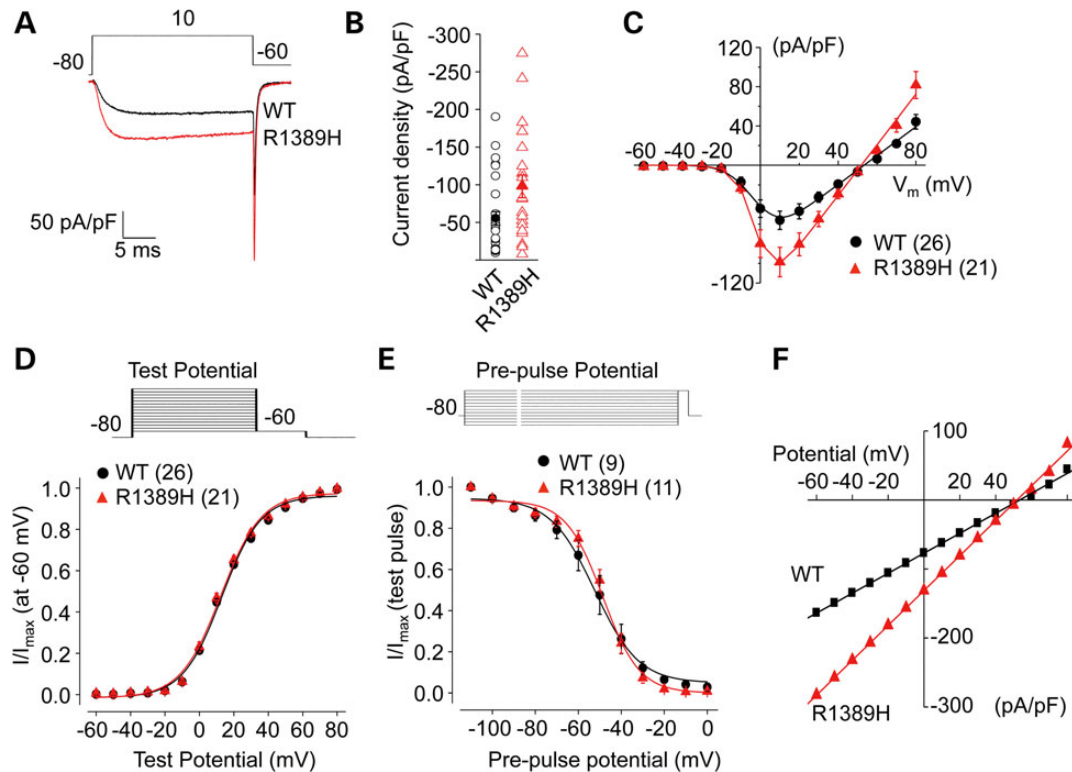 A
10
-80
-60
WT
R1389H
50 pA/pF
5 ms
B
Current density (pA/pF)
-300
-250
-200
-150
-100
-50
WT
R1389H
C
(pA/pF)
120
80
40
-60
-40
-20
20
40
60
80
Vm (mV)
-120
WT (26)
R1389H (21)
D
Test Potential
-80
-60
WT (26)
R1389H (21)
I/Imax (at -60 mV)
1.0
0.8
0.6
0.4
0.2
0.0
-60 -40 -20 0 20 40 60 80
Test Potential (mV)
E
Pre-pulse Potential
-80
WT (9)
R1389H (11)
I/Imax (test pulse)
1.0
0.8
0.6
0.4
0.2
0.0
-100 -80 -60 -40 -20 0
Pre-pulse potential (mV)
F
100
Potential (mV)
-60
-40
-20
20
40
60
WT
-200
R1389H
-300
(pA/pF)